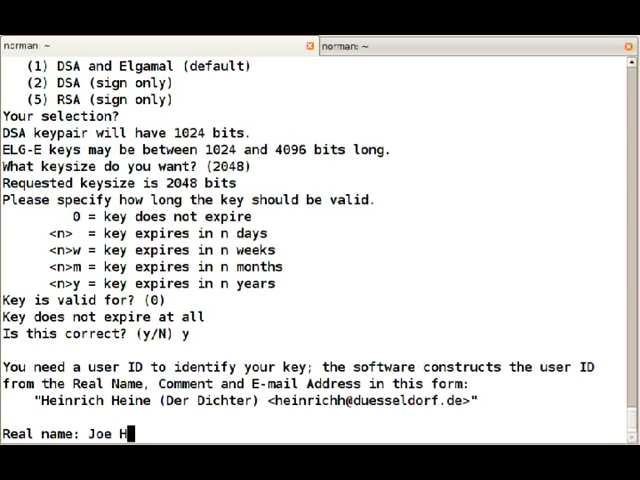 norman ~
norman: ~
(1) DSA and Elgamal (default)
(2) DSA (sign only)
(5) RSA (sign only)
Your selection?
DSA keypair will have 1024 bits.
ELG-E keys may be between 1024 and 4096 bits long.
What keysize do you want? (2048)
Requested keysize is 2048 bits
Please specify how long the key should be valid.
0 = key does not expire
<n>  = key expires in n days
<n>w = key expires in n weeks
<n>m = key expires in n months
<n>y = key expires in n years
Key is valid for? (0)
Key does not expire at all
Is this correct? (y/N) y
You need a user ID to identify your key; the software constructs the user ID
from the Real Name, Comment and E-mail Address in this form:
"Heinrich Heine (Der Dichter) <heinrichh@duesseldorf.de>"
Real name: Joe H